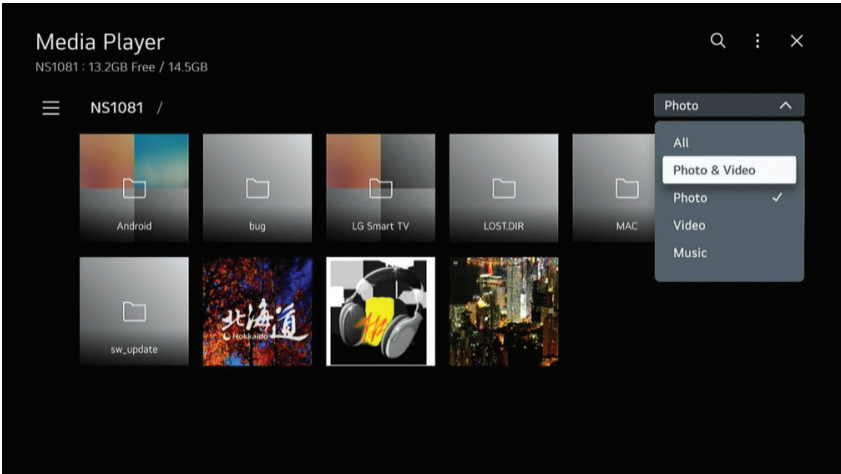 Media Player
NS1081 : 13.2GB Free / 14.5GB
NS1081 /
Photo
All
Photo & Video
Photo
Video
Music
Android
bug
LG Smart TV
LOST.DIR
MAC
sw_update
北海道
Hokkaido